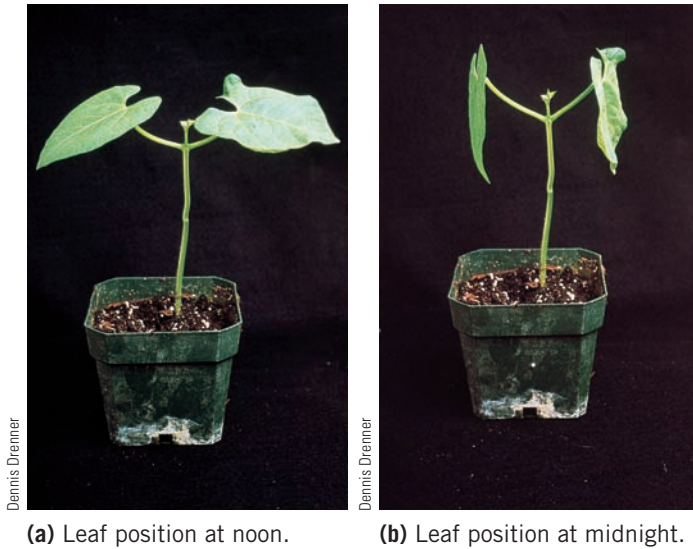 Dennis Drenner
Dennis Drenner
(a) Leaf position at noon.
(b) Leaf position at midnight.